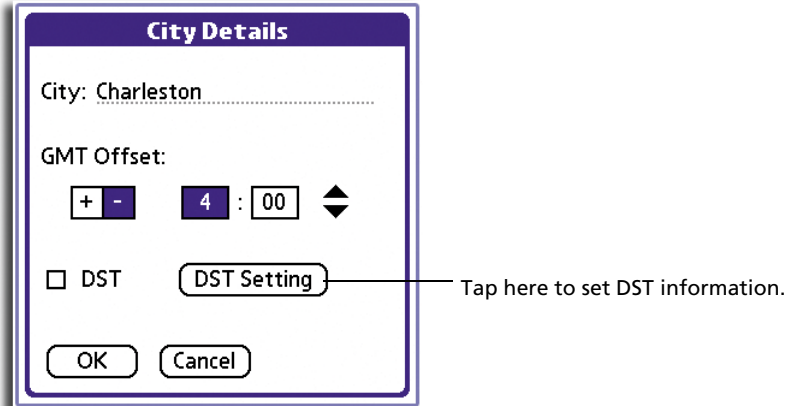 City Details
City: Charleston
GMT Offset:
+ - 4 : 00
DST DST Setting Tap here to set DST information.
OK Cancel